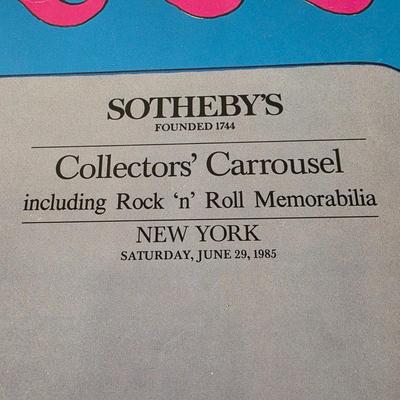 SOTHEBY'S
FOUNDED 1744
Collectors' Carrousel
including Rock 'n' Roll Memorabilia
NEW YORK
SATURDAY, JUNE 29, 1985